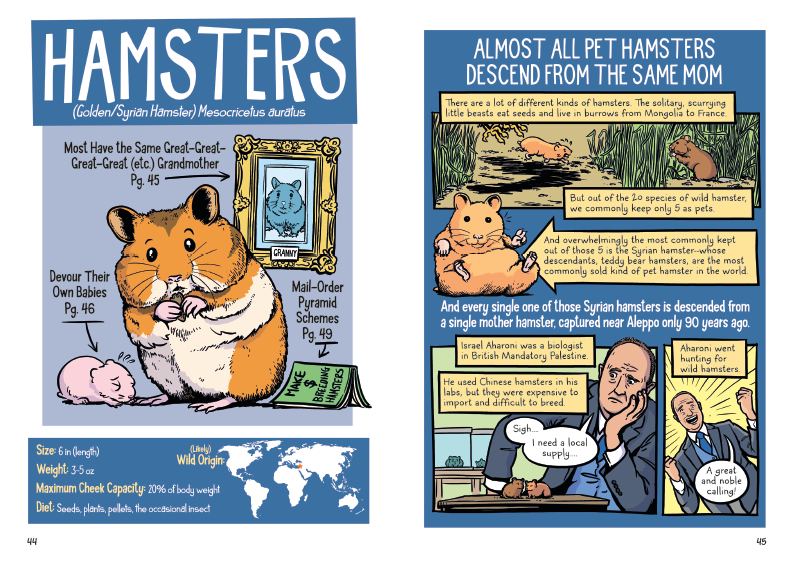 HAMSTERS
(Golden/Syrian Hamster) Mesocricetus auratus
Most Have the Same Great-Great-
Great-Great (etc.) Grandmother
Pg. 45
GRANNY
Devour Their
Own Babies
Pg. 46
Mail-Order
Pyramid
Schemes
Pg. 49
MAKE
$
BREEDING
HAMSTERS
Size: 6 in (length)
Weight: 3-5 oz
Maximum Cheek Capacity: 20% of body weight
Diet: Seeds, plants, pellets, the occasional insect
(Likely)
Wild Origin:
44
ALMOST ALL PET HAMSTERS
DESCEND FROM THE SAME MOM
There are a lot of different kinds of hamsters. The solitary, scurrying
little beasts eat seeds and live in burrows from Mongolia to France.
But out of the 20 species of wild hamster,
we commonly keep only 5 as pets.
And overwhelmingly the most commonly kept
out of those 5 is the Syrian hamster--whose
descendants, teddy bear hamsters, are the most
commonly sold kind of pet hamster in the world.
And every single one of those Syrian hamsters is descended from
a single mother hamster, captured near Aleppo only 90 years ago.
Israel Aharoni was a biologist
in British Mandatory Palestine.
He used Chinese hamsters in his
labs, but they were expensive to
import and difficult to breed.
Sigh...
I need a local
supply....
Aharoni went
hunting for
wild hamsters.
A great
and noble
calling!
45